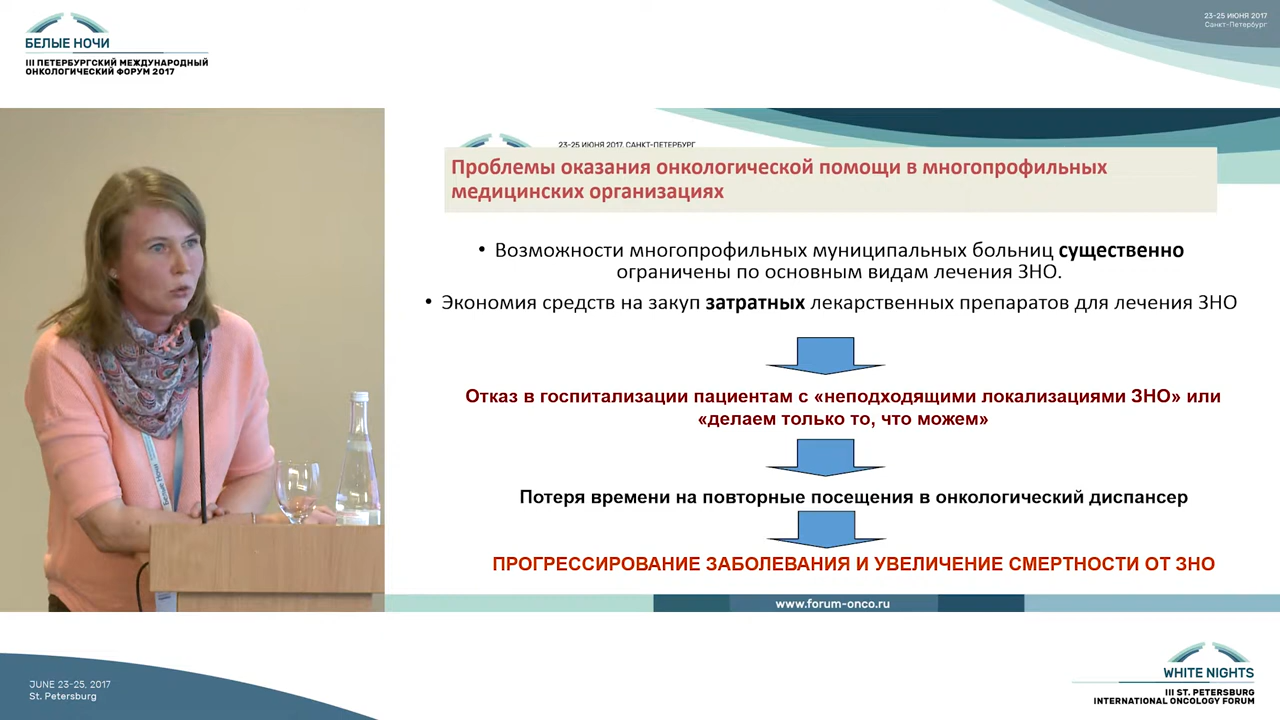 БЕЛЫЕ НОЧИ
III ПЕТЕРБУРГСКИЙ МЕЖДУНАРОДНЫЙ
ОНКОЛОГИЧЕСКИЙ ФОРУМ 2017
23-25 ИЮНЯ 2017
Санкт-Петербург
23-25 ИЮНЯ 2017, САНКТ-ПЕТЕРБУРГ
Проблемы оказания онкологической помощи в многопрофильных
медицинских организациях
• Возможности многопрофильных муниципальных больниц существенно
ограничены по основным видам лечения ЗНО.
• Экономия средств на закуп затратных лекарственных препаратов для лечения ЗНО
Отказ в госпитализации пациентам с «неподходящими локализациями ЗНО» или
«делаем только то, что можем»
Потеря времени на повторные посещения в онкологический диспансер
ПРОГРЕССИРОВАНИЕ ЗАБОЛЕВАНИЯ И УВЕЛИЧЕНИЕ СМЕРТНОСТИ ОТ ЗНО
www.forum-onco.ru
JUNE 23-25, 2017
St. Petersburg
WHITE NIGHTS
III ST. PETERSBURG
INTERNATIONAL ONCOLOGY FORUM